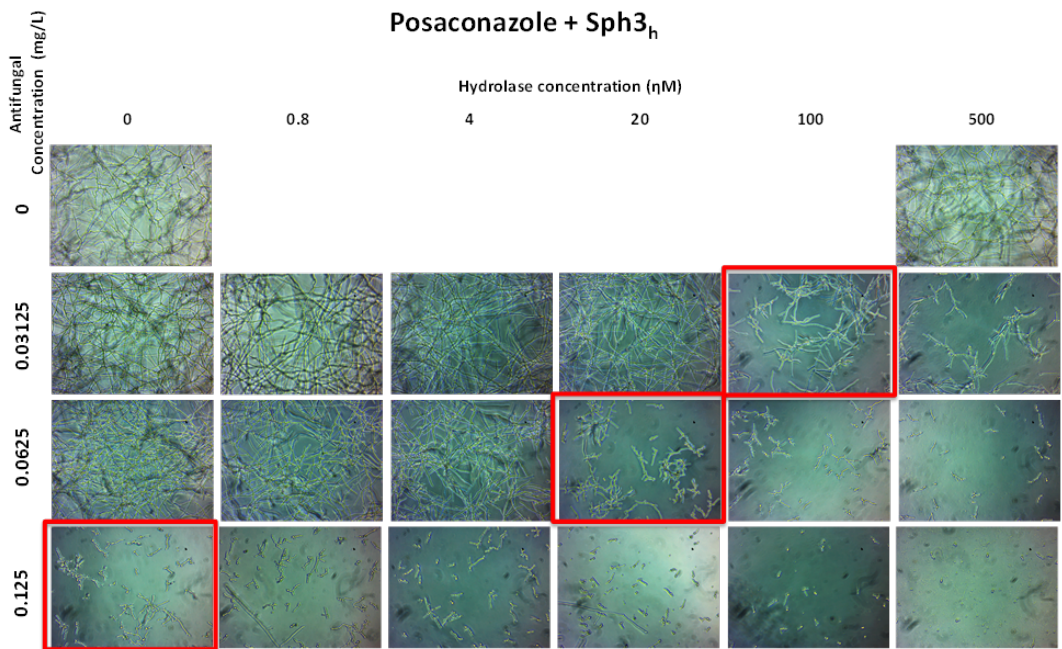 Posaconazole + Sph3h
Antifungal
Concentration (mg/L)
Hydrolase concentration (ηM)
0 0.8 4 20 100 500
0
0.03125
0.0625
0.125